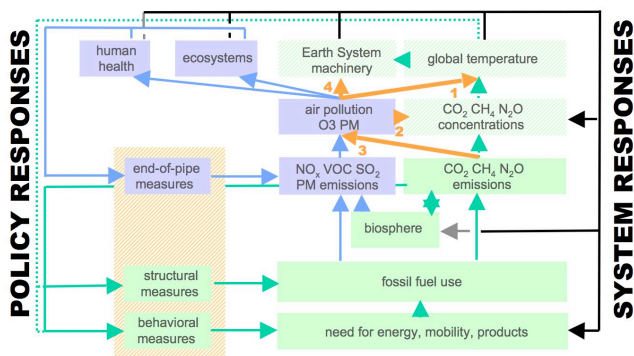 POLICY RESPONSES
SYSTEM RESPONSES
human
health
ecosystems
Earth System
machinery
global temperature
4
1
air pollution
O3 PM
2
CO₂ CH₄ N₂O
concentrations
3
end-of-pipe
measures
NOₓ VOC SO₂
PM emissions
CO₂ CH₄ N₂O
emissions
biosphere
structural
measures
fossil fuel use
behavioral
measures
need for energy, mobility, products